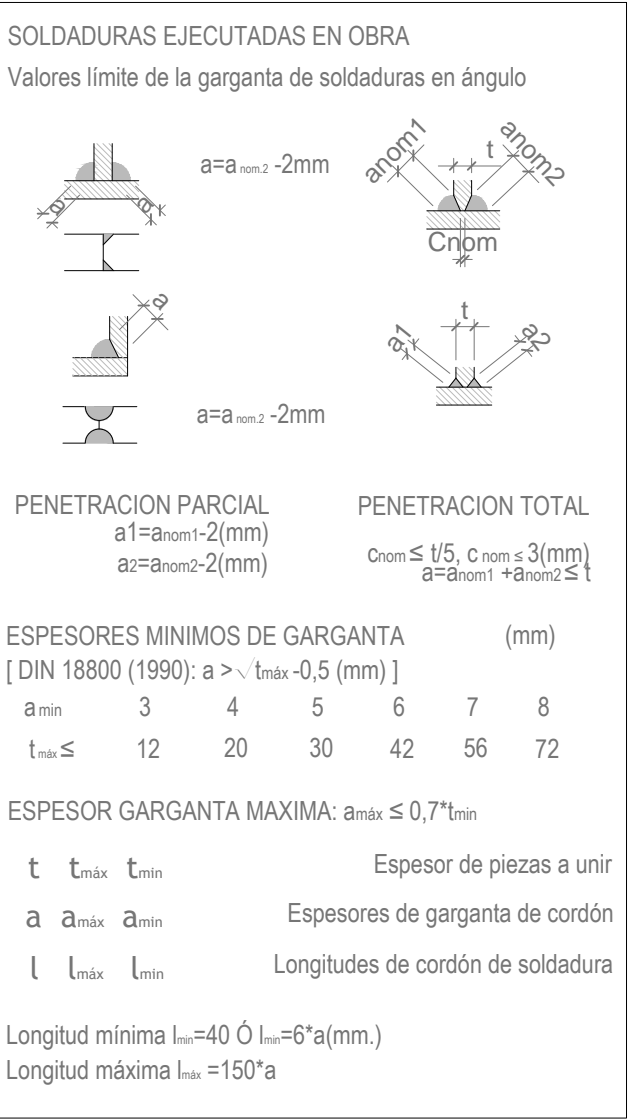 SOLDADURAS EJECUTADAS EN OBRA
Valores límite de la garganta de soldaduras en ángulo
a=a nom.2 -2mm
a
a
anom1
t
anom2
Cnom
a
a1
t
a2
a=a nom.2 -2mm
PENETRACION PARCIAL
a1=anom1-2(mm)
a2=anom2-2(mm)
PENETRACION TOTAL
cnom ≤ t/5, c nom ≤ 3(mm)
a=anom1 +anom2 ≤ t
ESPESORES MINIMOS DE GARGANTA (mm)
[ DIN 18800 (1990): a > √tmáx -0,5 (mm) ]
a min 3 4 5 6 7 8
t máx ≤ 12 20 30 42 56 72
ESPESOR GARGANTA MAXIMA: amáx ≤ 0,7*tmin
t tmáx tmin Espesor de piezas a unir
a amáx amin Espesores de garganta de cordón
l lmáx lmin Longitudes de cordón de soldadura
Longitud mínima lmin=40 Ó lmin=6*a(mm.)
Longitud máxima lmáx =150*a